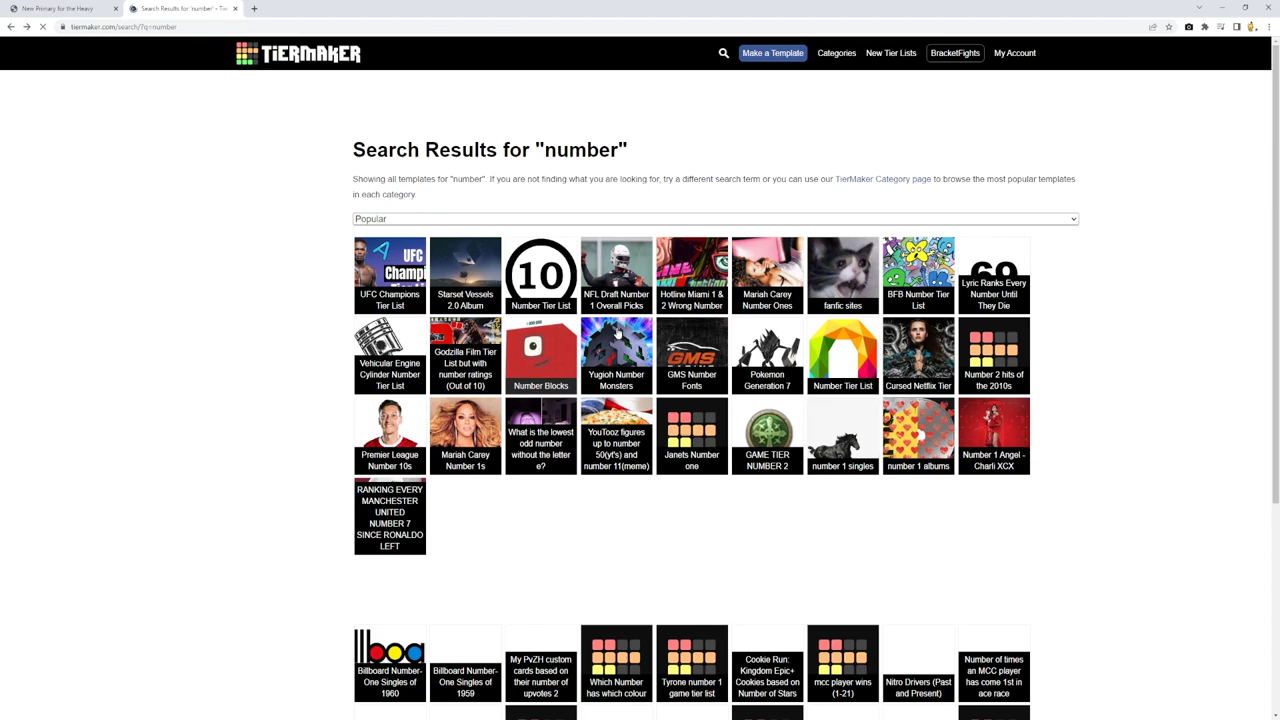 New Primary for the Heavy
Search Results for 'number' • Tie
tiermaker.com/search/?q=number
TiERMAKER
Make a Template
Categories
New Tier Lists
BracketFights
My Account
Search Results for "number"
Showing all templates for "number". If you are not finding what you are looking for, try a different search term or you can use our TierMaker Category page to browse the most popular templates
in each category.
Popular
UFC
Champi
UFC Champions
Tier List
Starset Vessels
2.0 Album
10
Number Tier List
NFL Draft Number
1 Overall Picks
Hotline Miami 1 &
2 Wrong Number
Mariah Carey
Number Ones
fanfic sites
BFB Number Tier
List
69
Lyric Ranks Every
Number Until
They Die
Vehicular Engine
Cylinder Number
Tier List
Godzilla Film Tier
List but with
number ratings
(Out of 10)
Number Blocks
Yugioh Number
Monsters
GMS
RACING
GMS Number
Fonts
Pokemon
Generation 7
Number Tier List
Cursed Netflix Tier
Number 2 hits of
the 2010s
Premier League
Number 10s
Mariah Carey
Number 1s
What is the lowest
odd number
without the letter
e?
YouTooz figures
up to number
50(yt's) and
number 11(meme)
Janets Number
one
GAME TIER
NUMBER 2
number 1 singles
number 1 albums
Number 1 Angel -
Charli XCX
RANKING EVERY
MANCHESTER
UNITED
NUMBER 7
SINCE RONALDO
LEFT
Billboard Number-
One Singles of
1960
Billboard Number-
One Singles of
1959
My PvZH custom
cards based on
their number of
upvotes 2
Which Number
has which colour
Tyrone number 1
game tier list
Cookie Run:
Kingdom Epic+
Cookies based on
Number of Stars
mcc player wins
(1-21)
Nitro Drivers (Past
and Present)
Number of times
an MCC player
has come 1st in
ace race